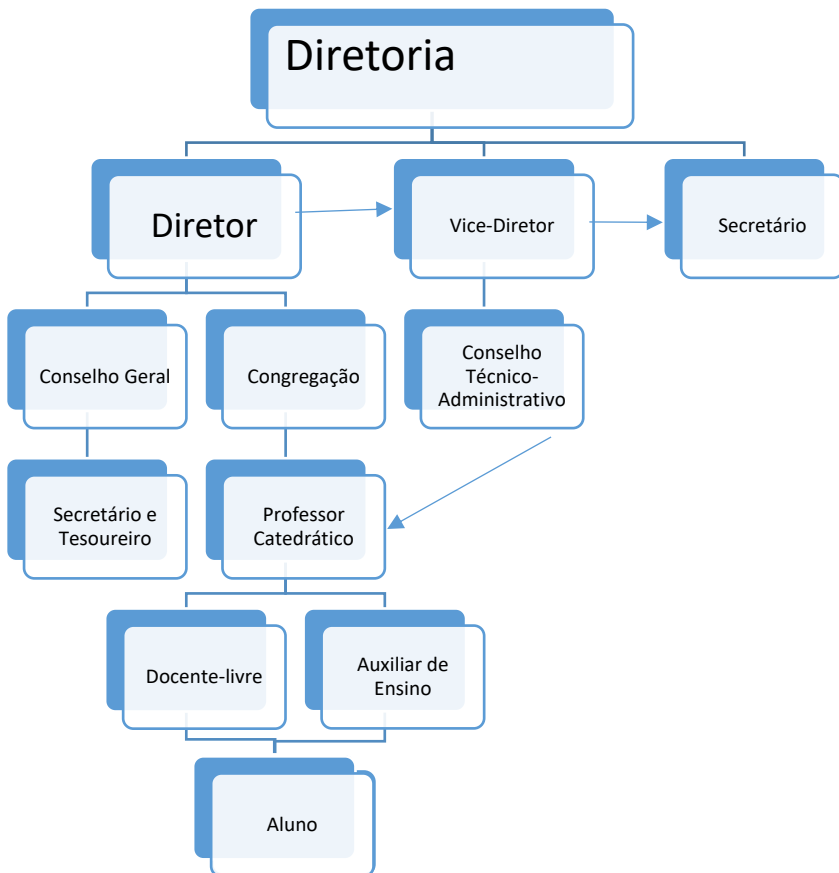 Diretoria
Diretor
Vice-Diretor
Secretário
Conselho Geral
Congregação
Conselho
Técnico-
Administrativo
Secretário e
Tesoureiro
Professor
Catedrático
Docente-livre
Auxiliar de
Ensino
Aluno